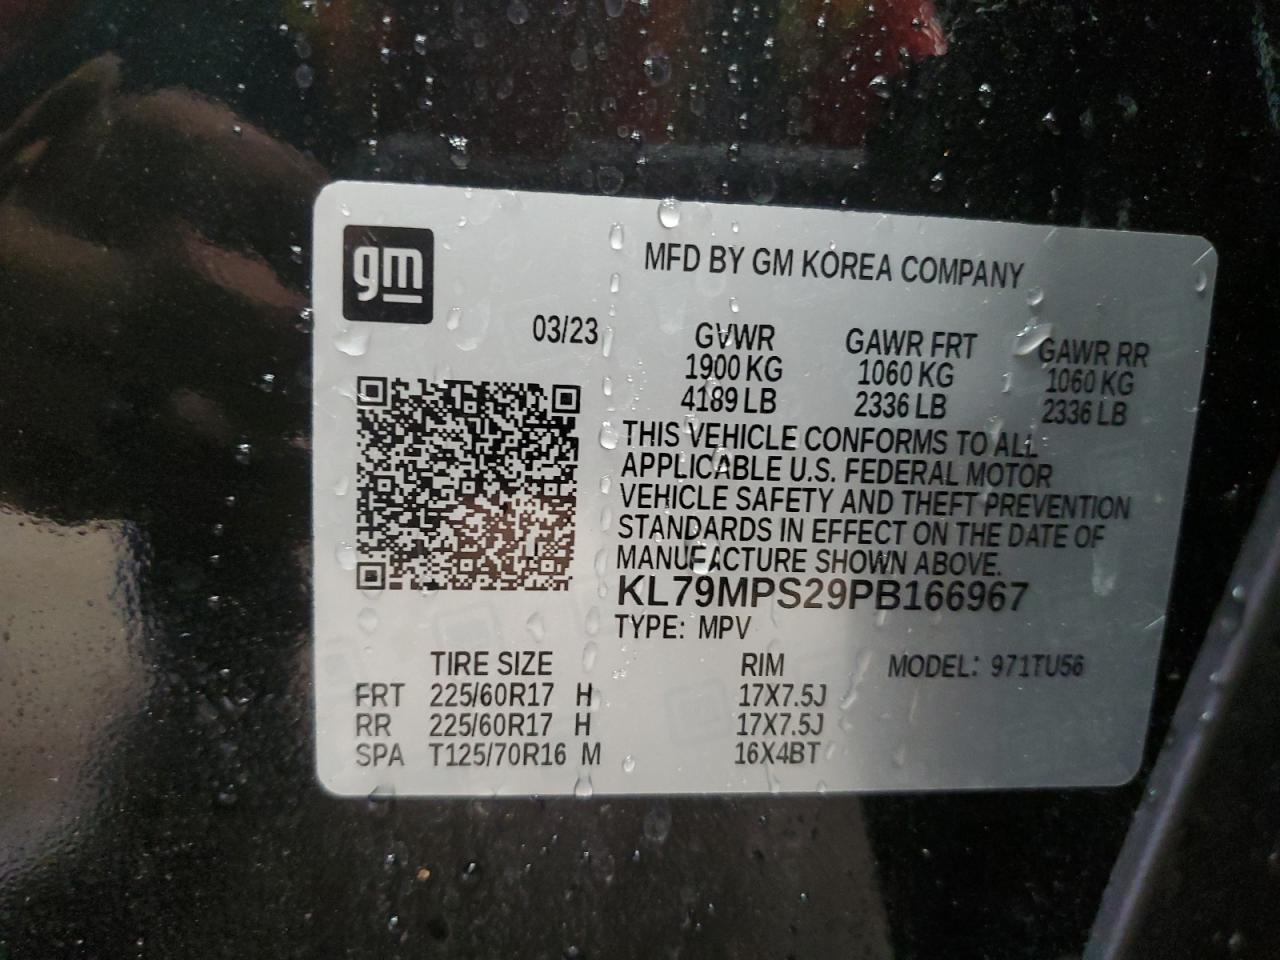 gm
MFD BY GM KOREA COMPANY
03/23
GVWR GAWR FRT GAWR RR
1900 KG 1060 KG 1060 KG
4189 LB 2336 LB 2336 LB
THIS VEHICLE CONFORMS TO ALL
APPLICABLE U.S. FEDERAL MOTOR
VEHICLE SAFETY AND THEFT PREVENTION
STANDARDS IN EFFECT ON THE DATE OF
MANUFACTURE SHOWN ABOVE.
KL79MPS29PB166967
TYPE: MPV
TIRE SIZE RIM MODEL: 971TU56
FRT 225/60R17 H 17X7.5J
RR 225/60R17 H 17X7.5J
SPA T125/70R16 M 16X4BT